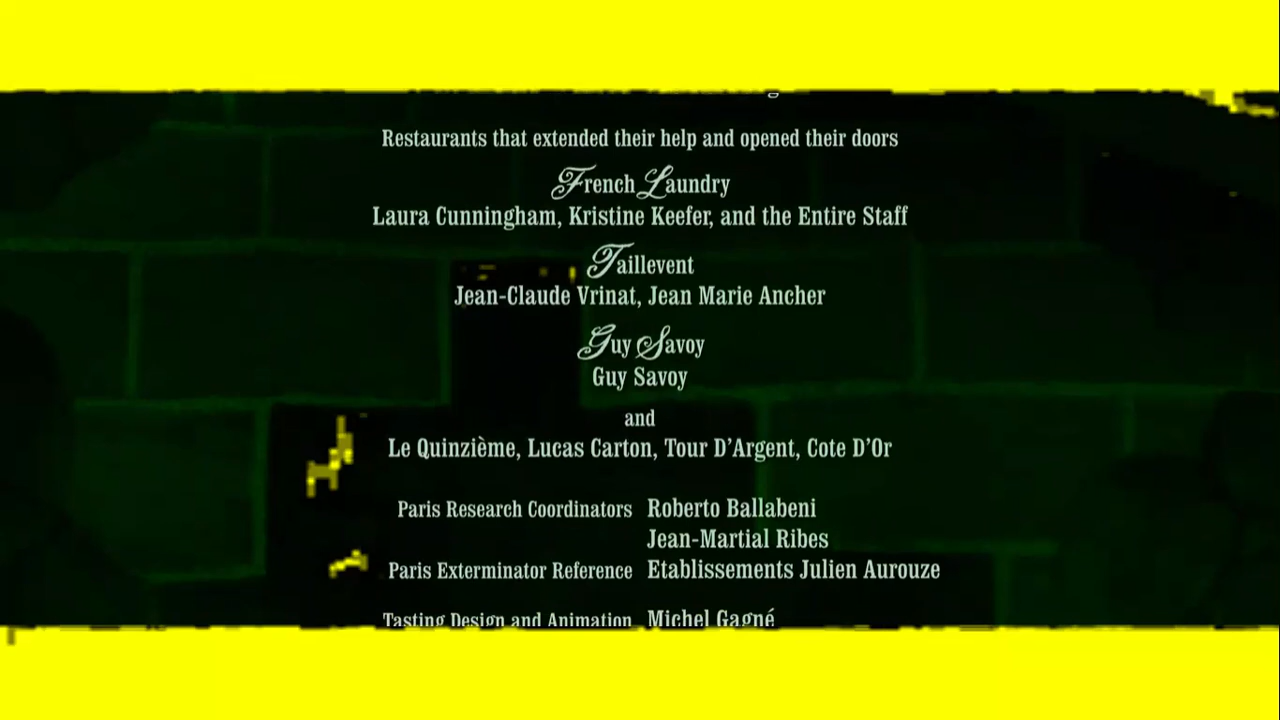 Restaurants that extended their help and opened their doors
French Laundry
Laura Cunningham, Kristine Keefer, and the Entire Staff
Taillevent
Jean-Claude Vrinat, Jean Marie Ancher
Guy Savoy
Guy Savoy
and
Le Quinzième, Lucas Carton, Tour D'Argent, Cote D'Or
Paris Research Coordinators Roberto Ballabeni
Jean-Martial Ribes
Paris Exterminator Reference Etablissements Julien Aurouze
Tasting Design and Animation Michel Gagné